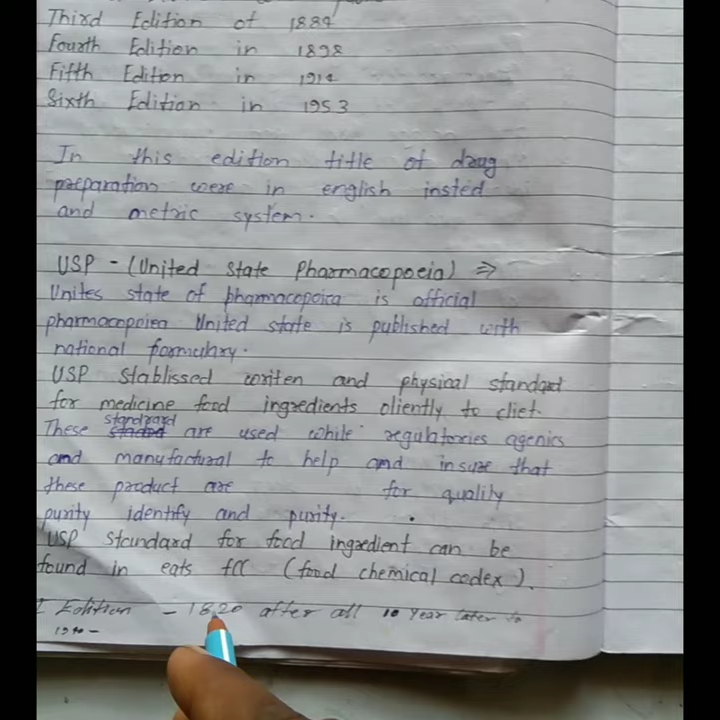 Third Edition of 1884
Fourth Edition in 1898
Fifth Edition in 1914
Sixth Edition in 1953
In this edition title of drug
preparation were in english insted
and metric system.
USP - (United State Pharmacopoeia) ⇒
Unites state of pharmacopoica is official
pharmacopoiea United state is published with
national formulary.
USP Stablissed writen and physical standard
for medicine food ingredients oliently to cliet.
These standrard are used while regulatories agenics
and manufactural to help and insure that
these product are for quality
purity identify and purity.
USP Standard for food ingredient can be
found in eats fcc (food chemical codex).
I Edition - 1820 after all 10 Year later to